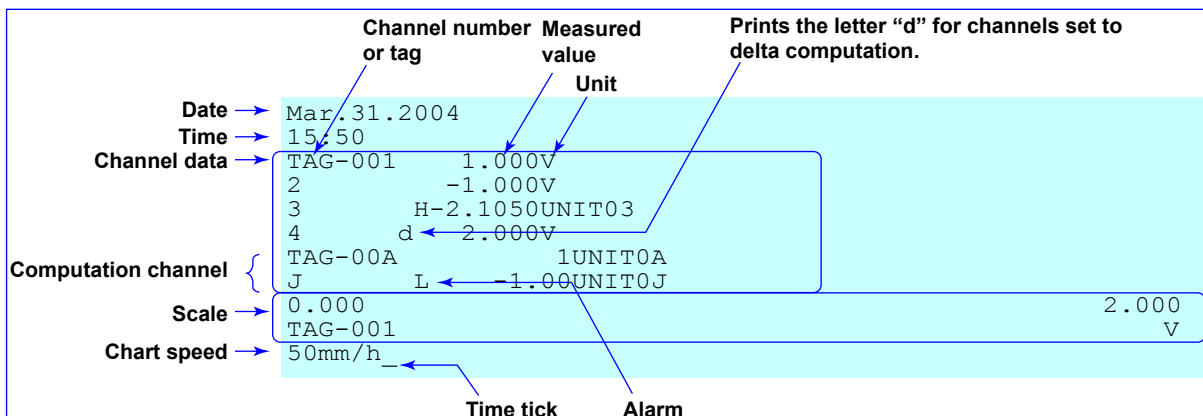 Channel number
or tag
Measured
value
Unit
Prints the letter “d” for channels set to
delta computation.
Date
Mar.31.2004
Time
15:50
Channel data
TAG-001 1.000V
2 -1.000V
3 H-2.1050UNIT03
4 d 2.000V
Computation channel
TAG-00A 1UNIT0A
J L -1.00UNIT0J
Scale
0.000 2.000
TAG-001 V
Chart speed
50mm/h_
Time tick
Alarm